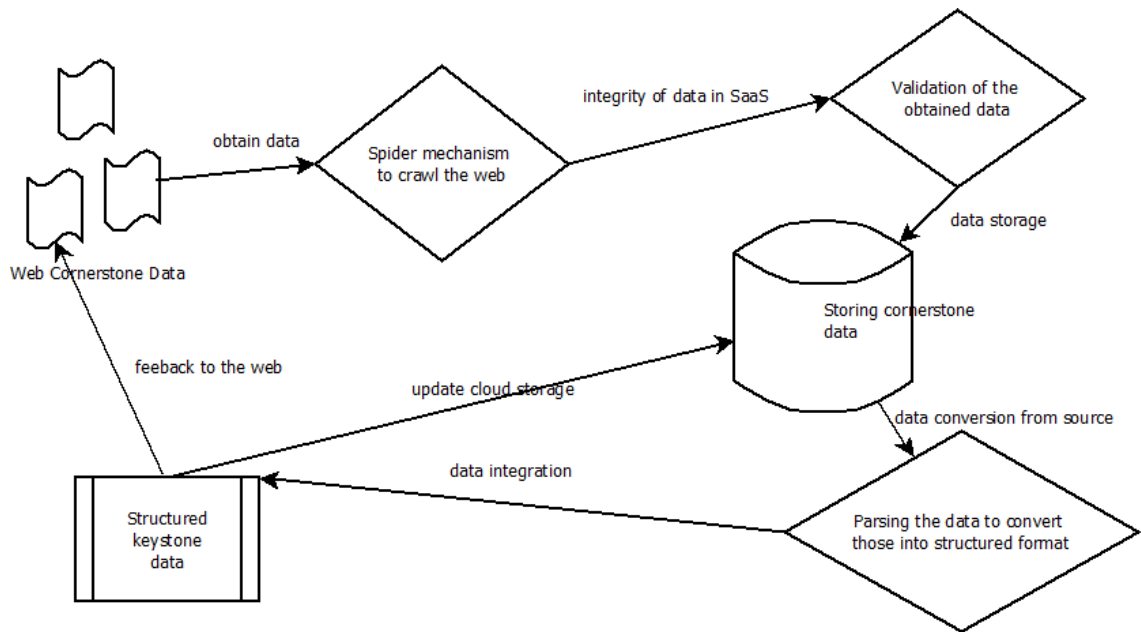 integrity of data in SaaS
Validation of the
obtained data
obtain data
Spider mechanism
to crawl the web
data storage
Web Cornerstone Data
Storing cornerstone
data
feeback to the web
update cloud storage
data conversion from source
data integration
Structured
keystone
data
Parsing the data to convert
those into structured format